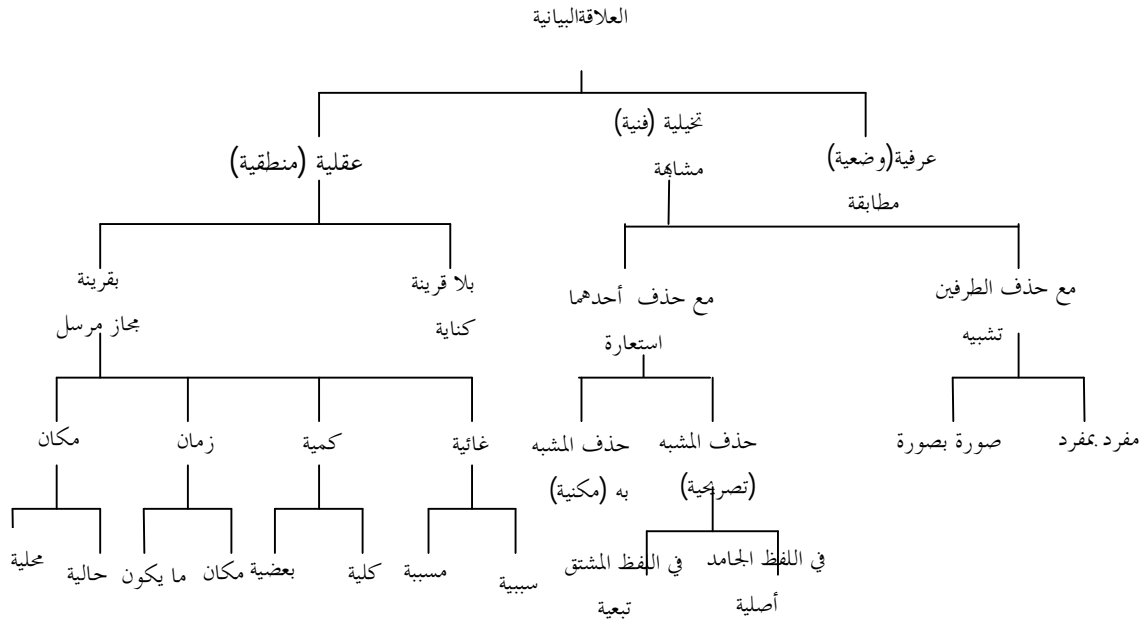 العلاقةالبيانية
تخيلية (فنية)
عرفية(وضعية)
عقلية (منطقية)
مشابهة
مطابقة
مع حذف الطرفين
مع حذف أحدهما
بلا قرينة
بقرينة
تشبيه
استعارة
كناية
مجاز مرسل
مفرد بمفرد
صورة بصورة
حذف المشبه
حذف المشبه
غائية
كمية
زمان
مكان
(تصريحية)
به (مكنية)
في اللفظ الجامد
في اللفظ المشتق
سببية
مسببة
كلية
بعضية
مكان
ما يكون
حالية
محلية
أصلية
تبعية